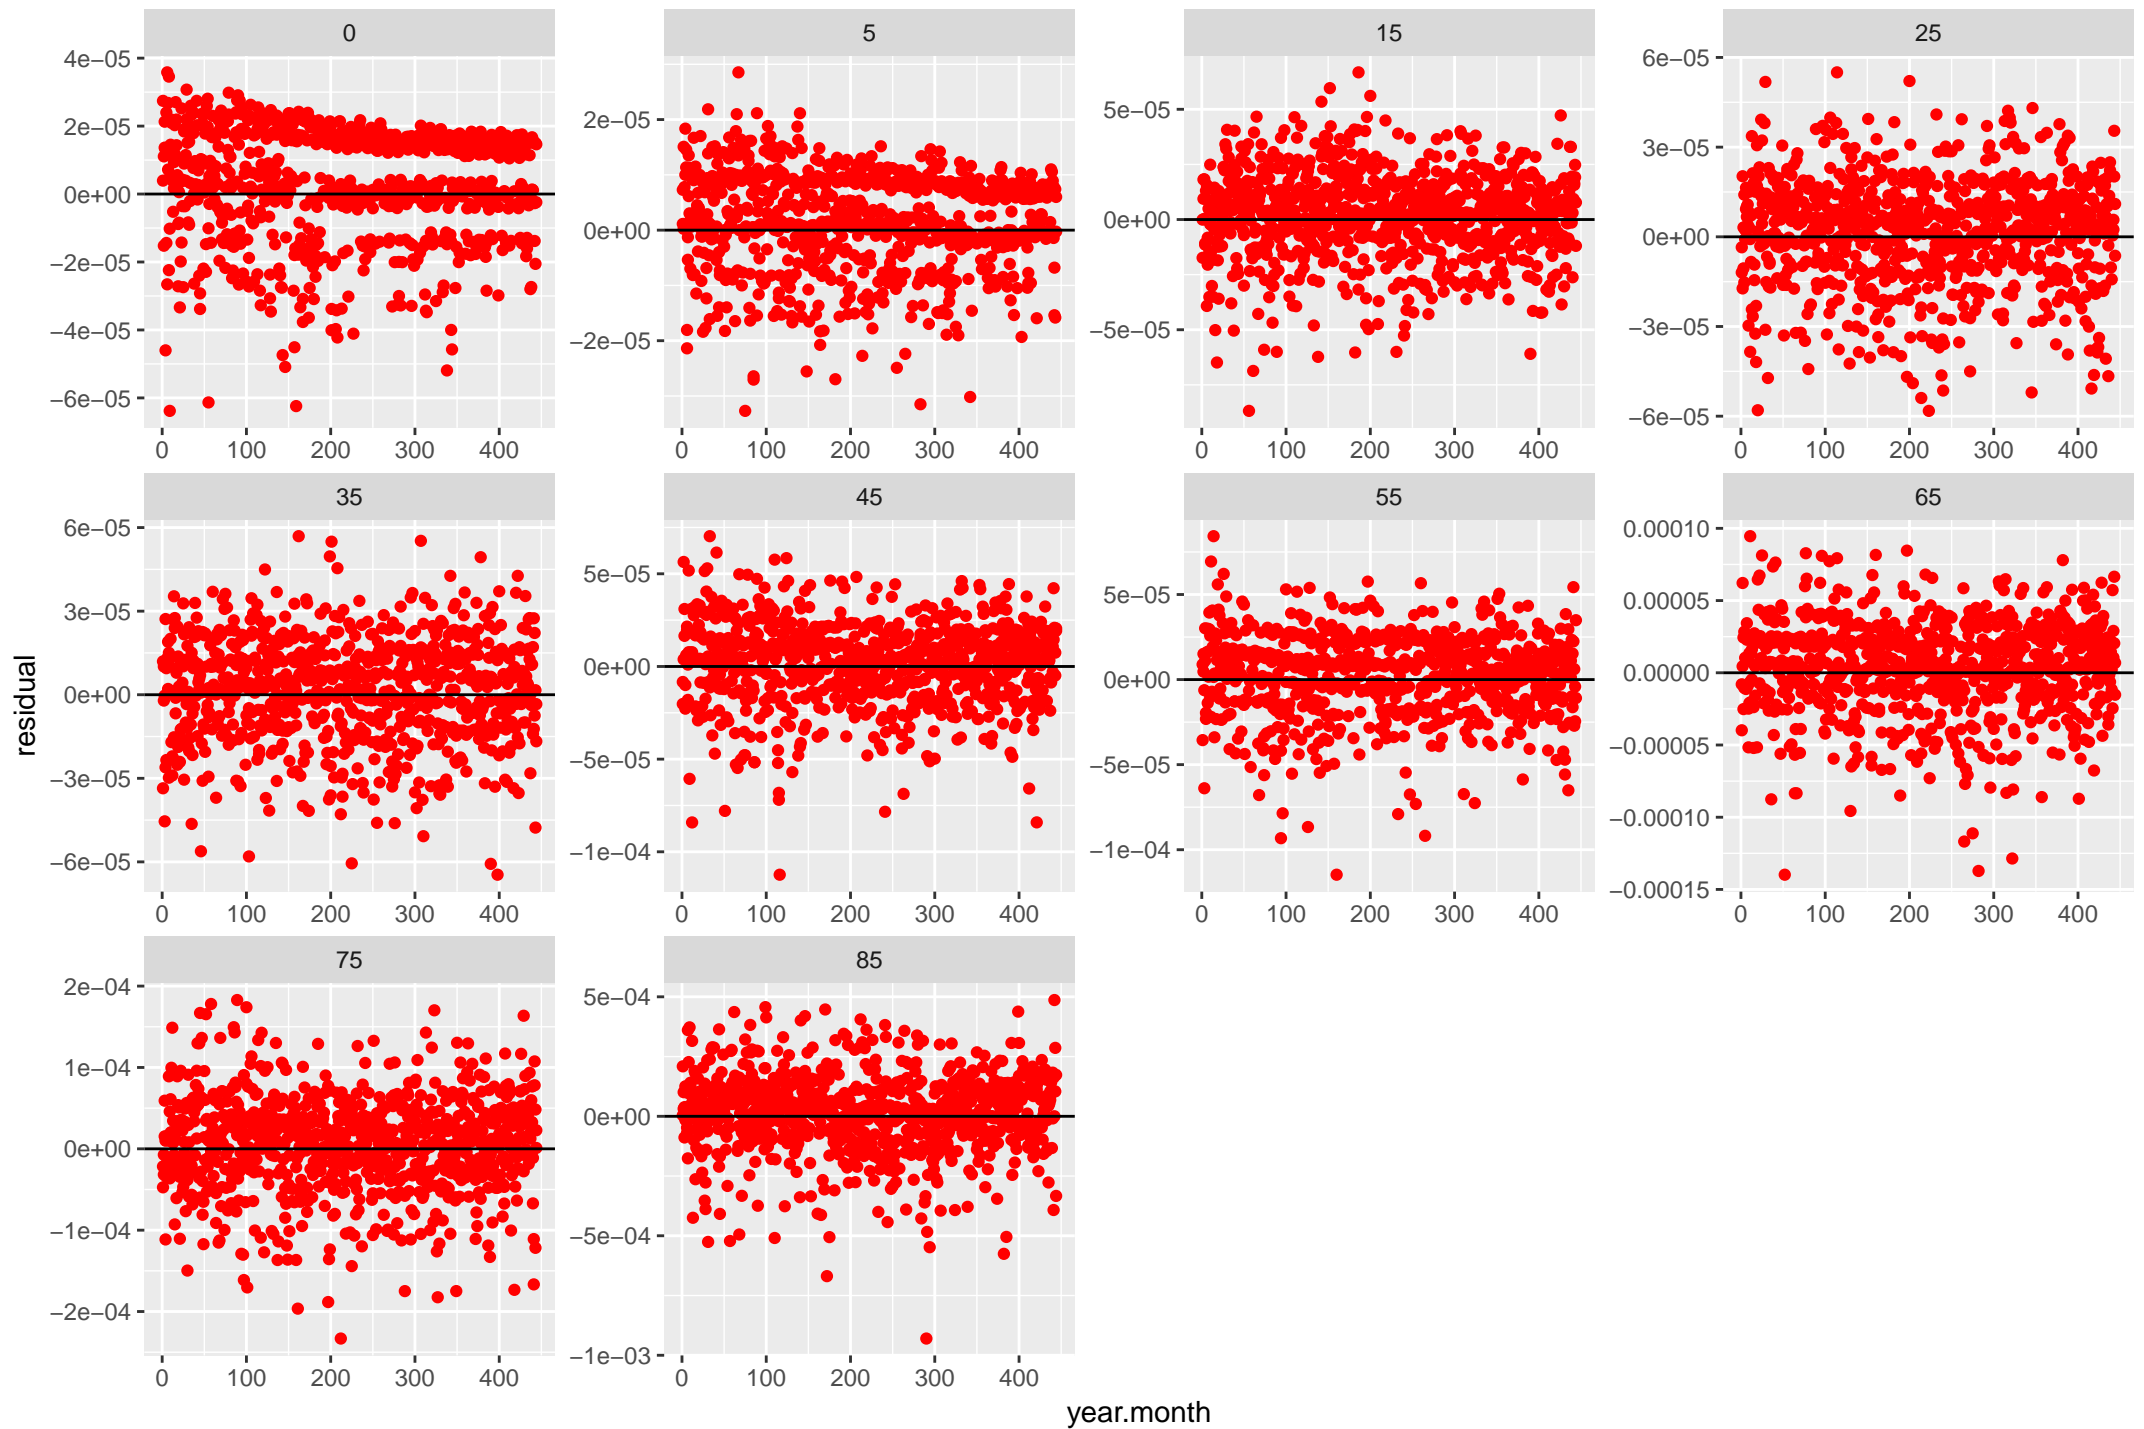 0 5 15 25
4e−05
2e−05
0e+00
−2e−05
−4e−05
−6e−05
2e−05
0e+00
−2e−05
5e−05
0e+00
−5e−05
6e−05
3e−05
0e+00
−3e−05
−6e−05
0 100 200 300 400 0 100 200 300 400 0 100 200 300 400 0 100 200 300 400
35 45 55 65
6e−05
3e−05
0e+00
−3e−05
−6e−05
5e−05
0e+00
−5e−05
−1e−04
5e−05
0e+00
−5e−05
−1e−04
0.00010
0.00005
0.00000
−0.00005
−0.00010
−0.00015
0 100 200 300 400 0 100 200 300 400 0 100 200 300 400 0 100 200 300 400
residual
75 85
2e−04
1e−04
0e+00
−1e−04
−2e−04
5e−04
0e+00
−5e−04
−1e−03
0 100 200 300 400 0 100 200 300 400
year.month